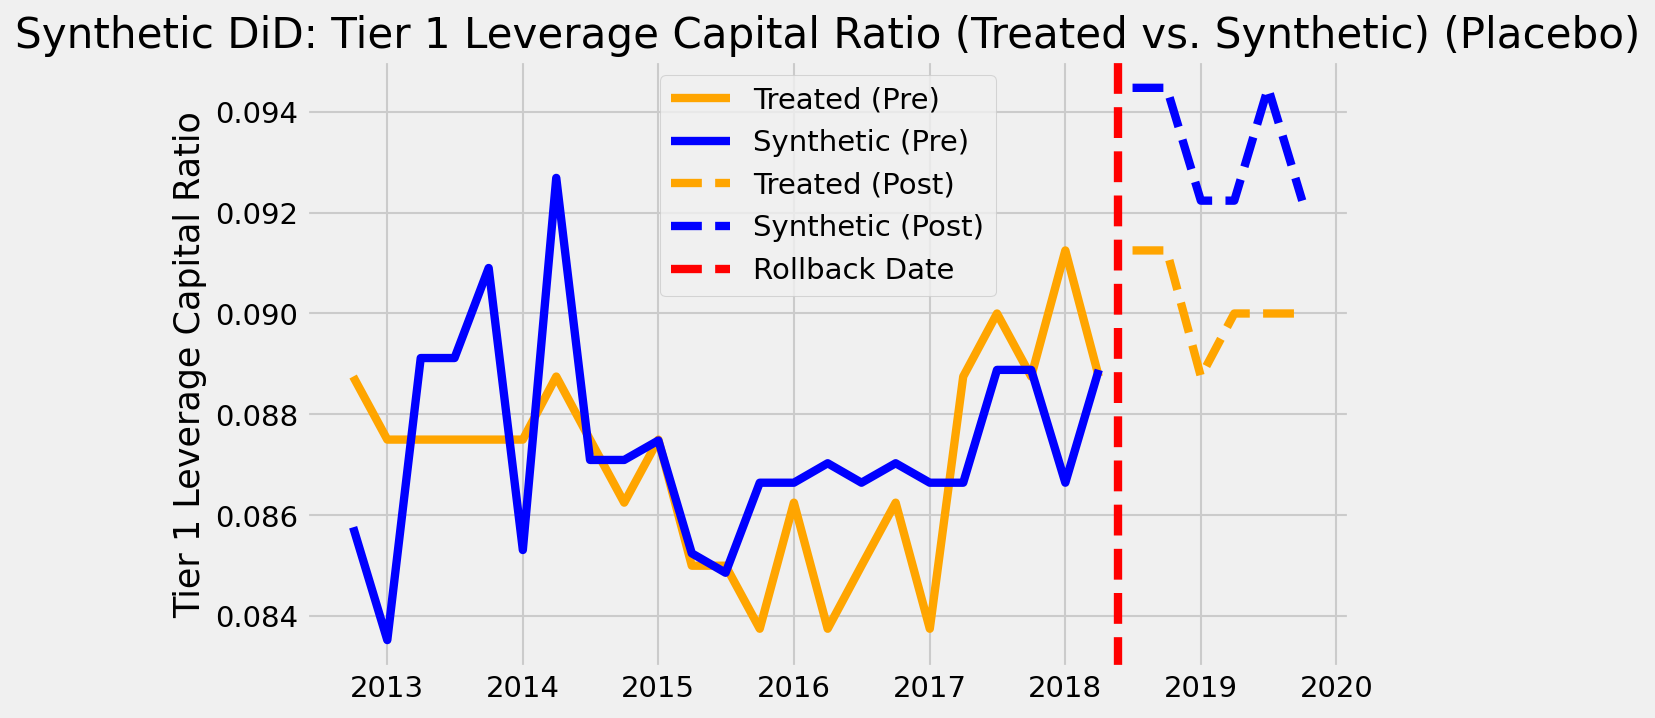 Synthetic DiD: Tier 1 Leverage Capital Ratio (Treated vs. Synthetic) (Placebo)
Tier 1 Leverage Capital Ratio
0.094
0.092
0.090
0.088
0.086
0.084
Treated (Pre)
Synthetic (Pre)
Treated (Post)
Synthetic (Post)
Rollback Date
2013
2014
2015
2016
2017
2018
2019
2020